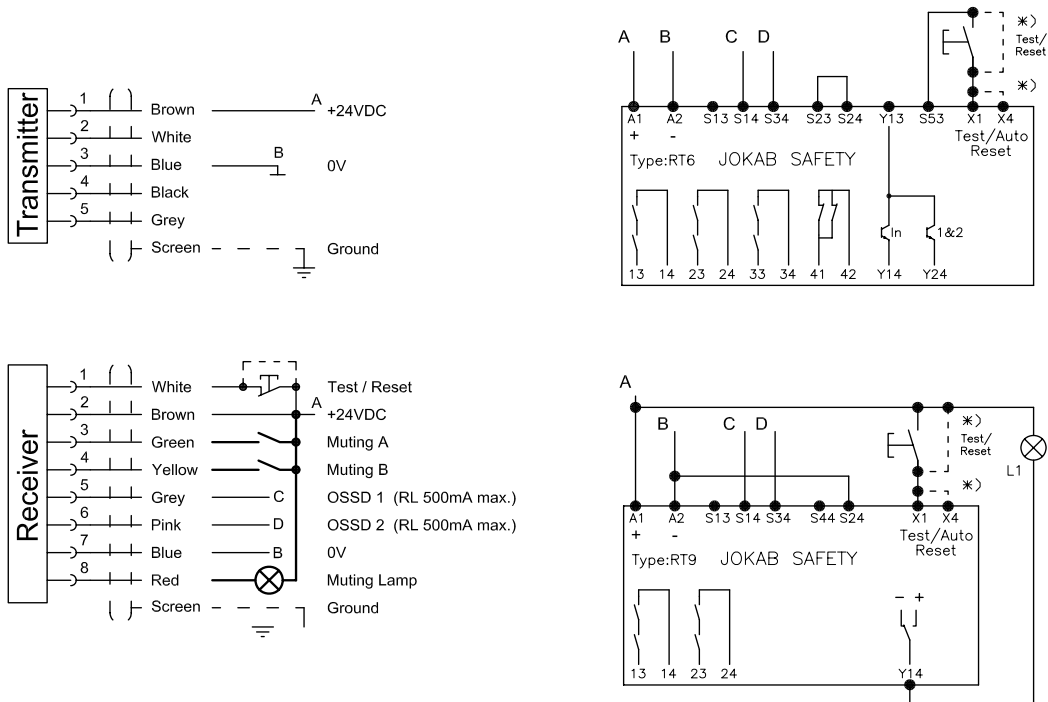 Transmitter
1 Brown A +24VDC
2 White
3 Blue B 0V
4 Black
5 Grey
Screen Ground
A B C D
*)
Test/
Reset
*)
A1 A2 S13 S14 S34 S23 S24 Y13 S53 X1 X4
+ - Test/Auto
Reset
Type:RT6 JOKAB SAFETY
In 1&2
13 14 23 24 33 34 41 42 Y14 Y24
Receiver
1 White Test / Reset
2 Brown A +24VDC
3 Green Muting A
4 Yellow Muting B
5 Grey C OSSD 1 (RL 500mA max.)
6 Pink D OSSD 2 (RL 500mA max.)
7 Blue B 0V
8 Red Muting Lamp
Screen Ground
A
B C D
*)
Test/
Reset
*)
L1
A1 A2 S13 S14 S34 S44 S24 X1 X4
+ - Test/Auto
Reset
Type:RT9 JOKAB SAFETY
- +
13 14 23 24 Y14